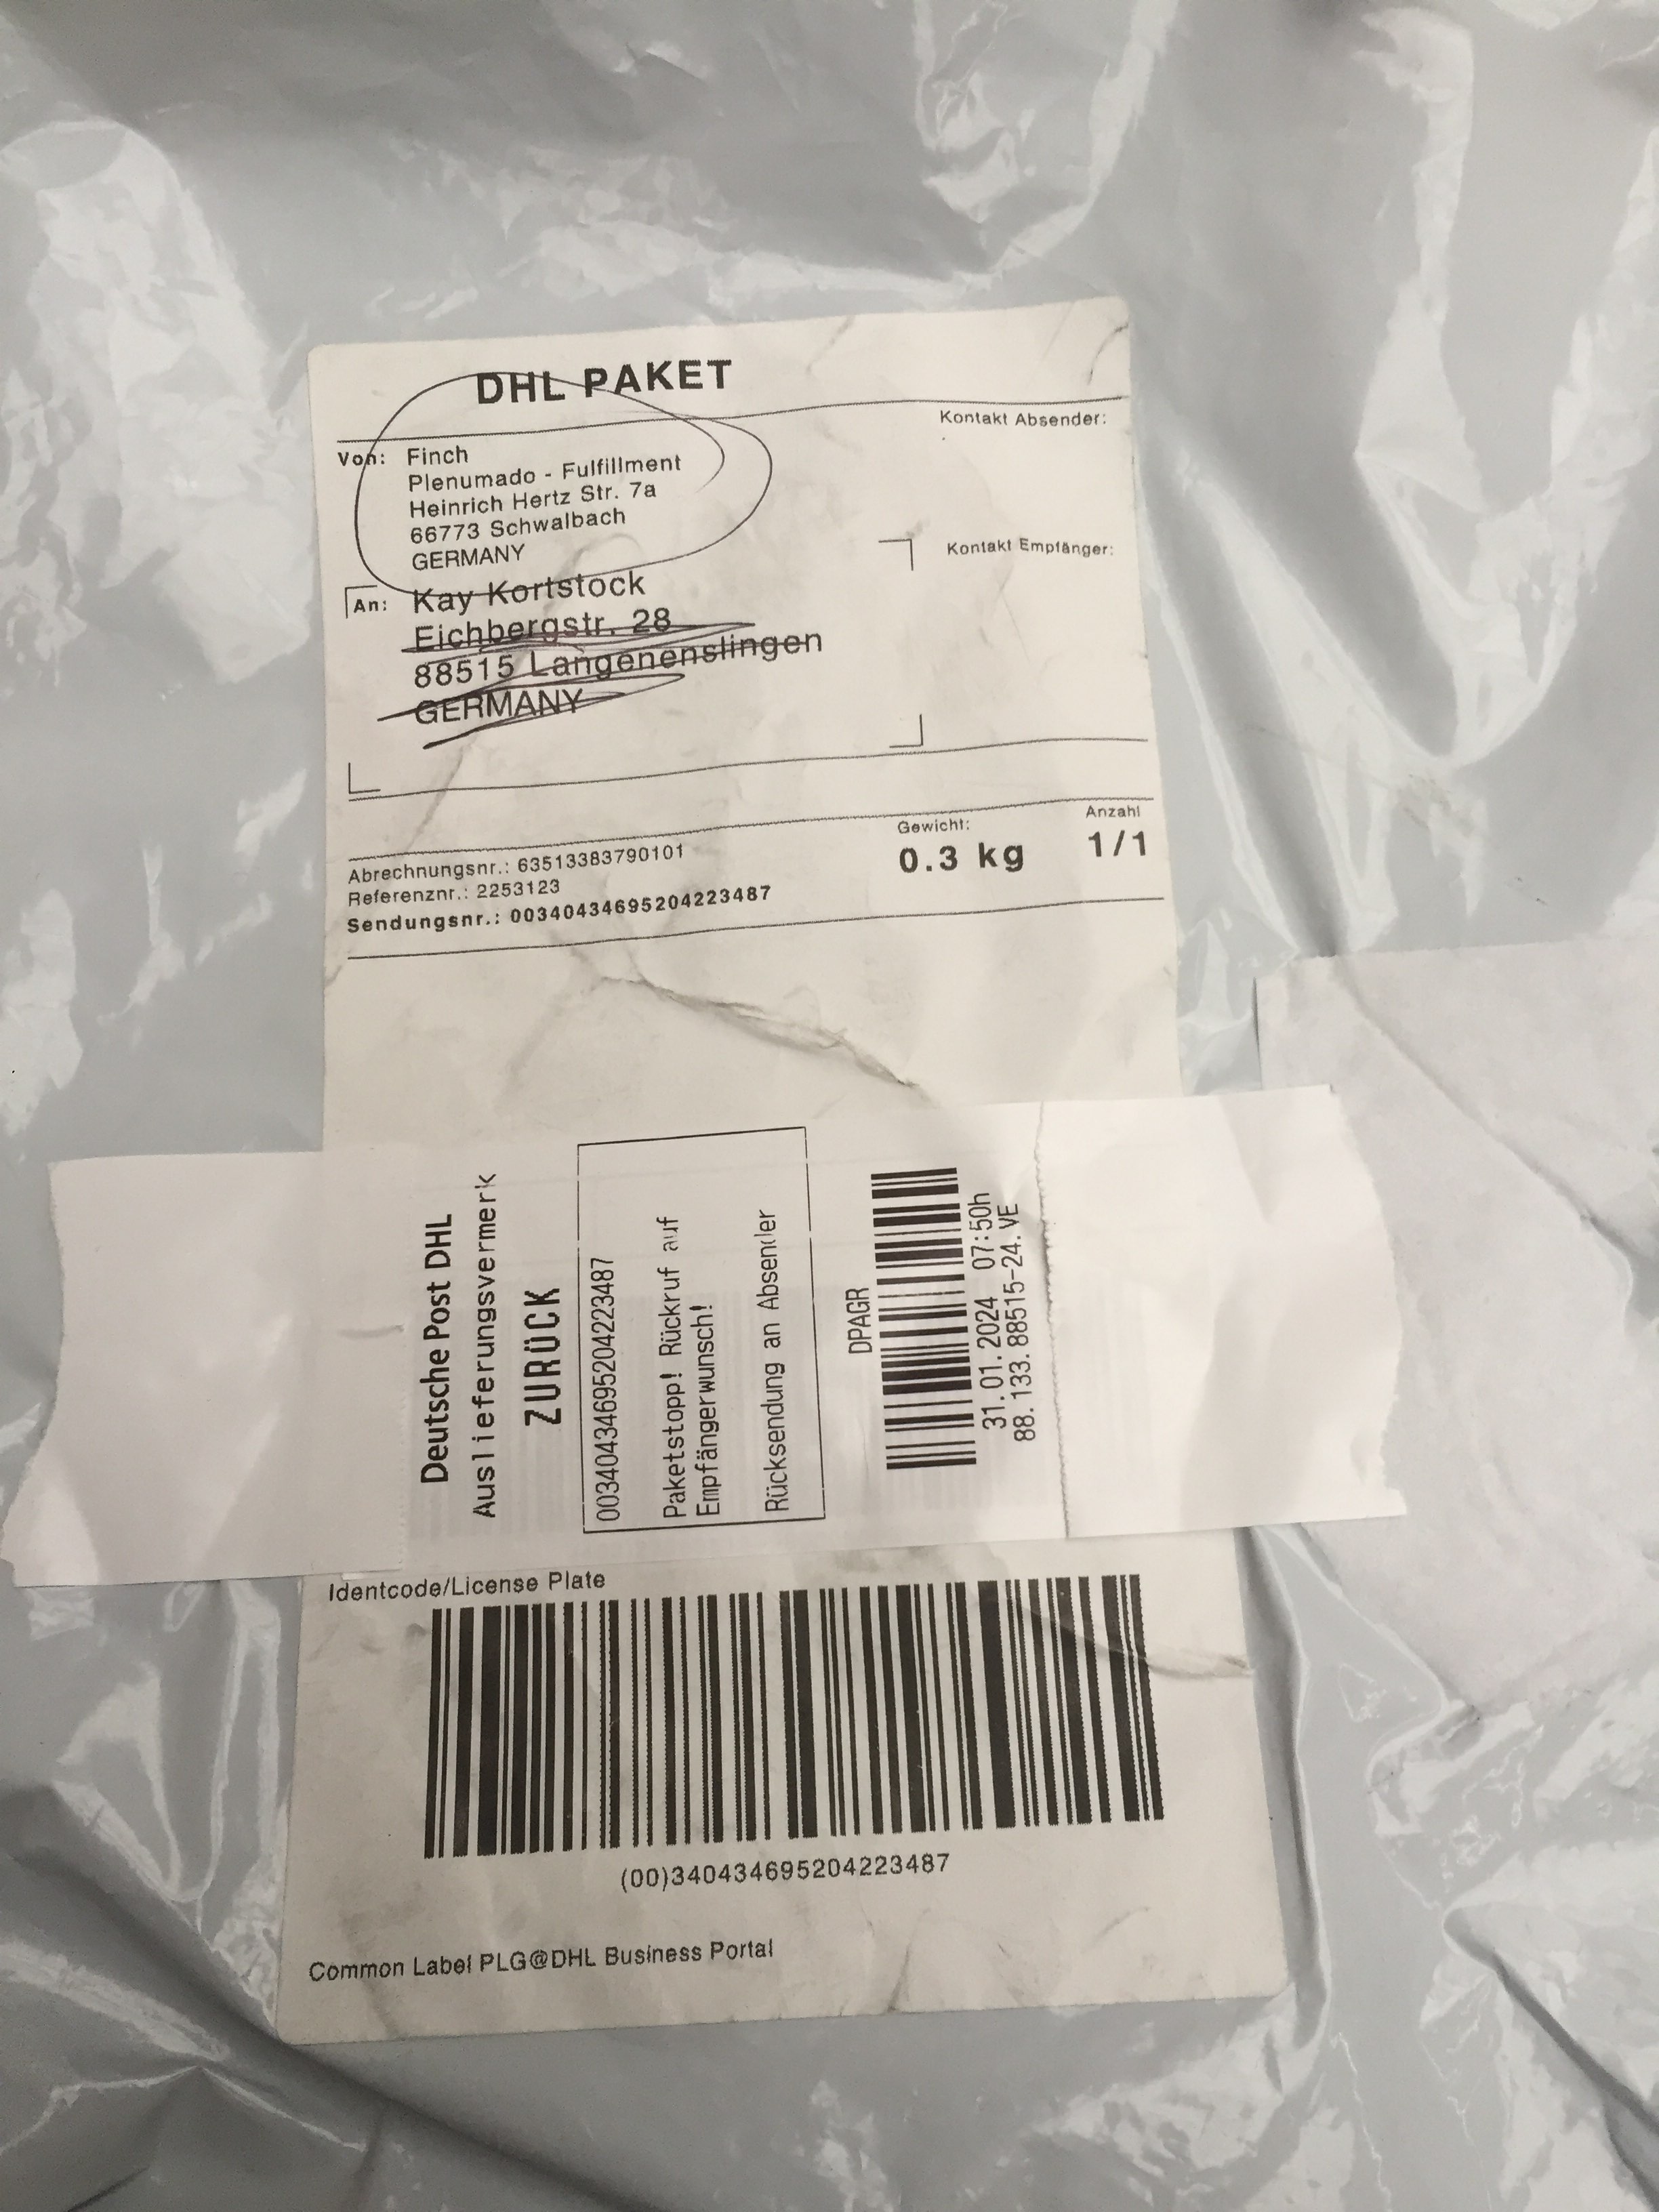 DHL PAKET
Kontakt Absender:
Von: Finch
Plenumado - Fulfillment
Heinrich Hertz Str. 7a
66773 Schwalbach
GERMANY
Kontakt Empfänger:
An: Kay Kortstock
Eichbergstr. 28
88515 Langenenslingen
GERMANY
Gewicht:
Anzahl
0.3 kg
1/1
Abrechnungsnr.: 63513383790101
Referenznr.: 2253123
Sendungsnr.: 00340434695204223487
Deutsche Post DHL
Auslieferungsvermerk
ZURÜCK
00340434695204223487
Paketstopp! Rückruf auf
Empfängerwunsch!
Rücksendung an Absender
DPAGR
31.01.2024 07:50h
88.133.88515-24.VE
Identcode/License Plate
(00)340434695204223487
Common Label PLG@DHL Business Portal